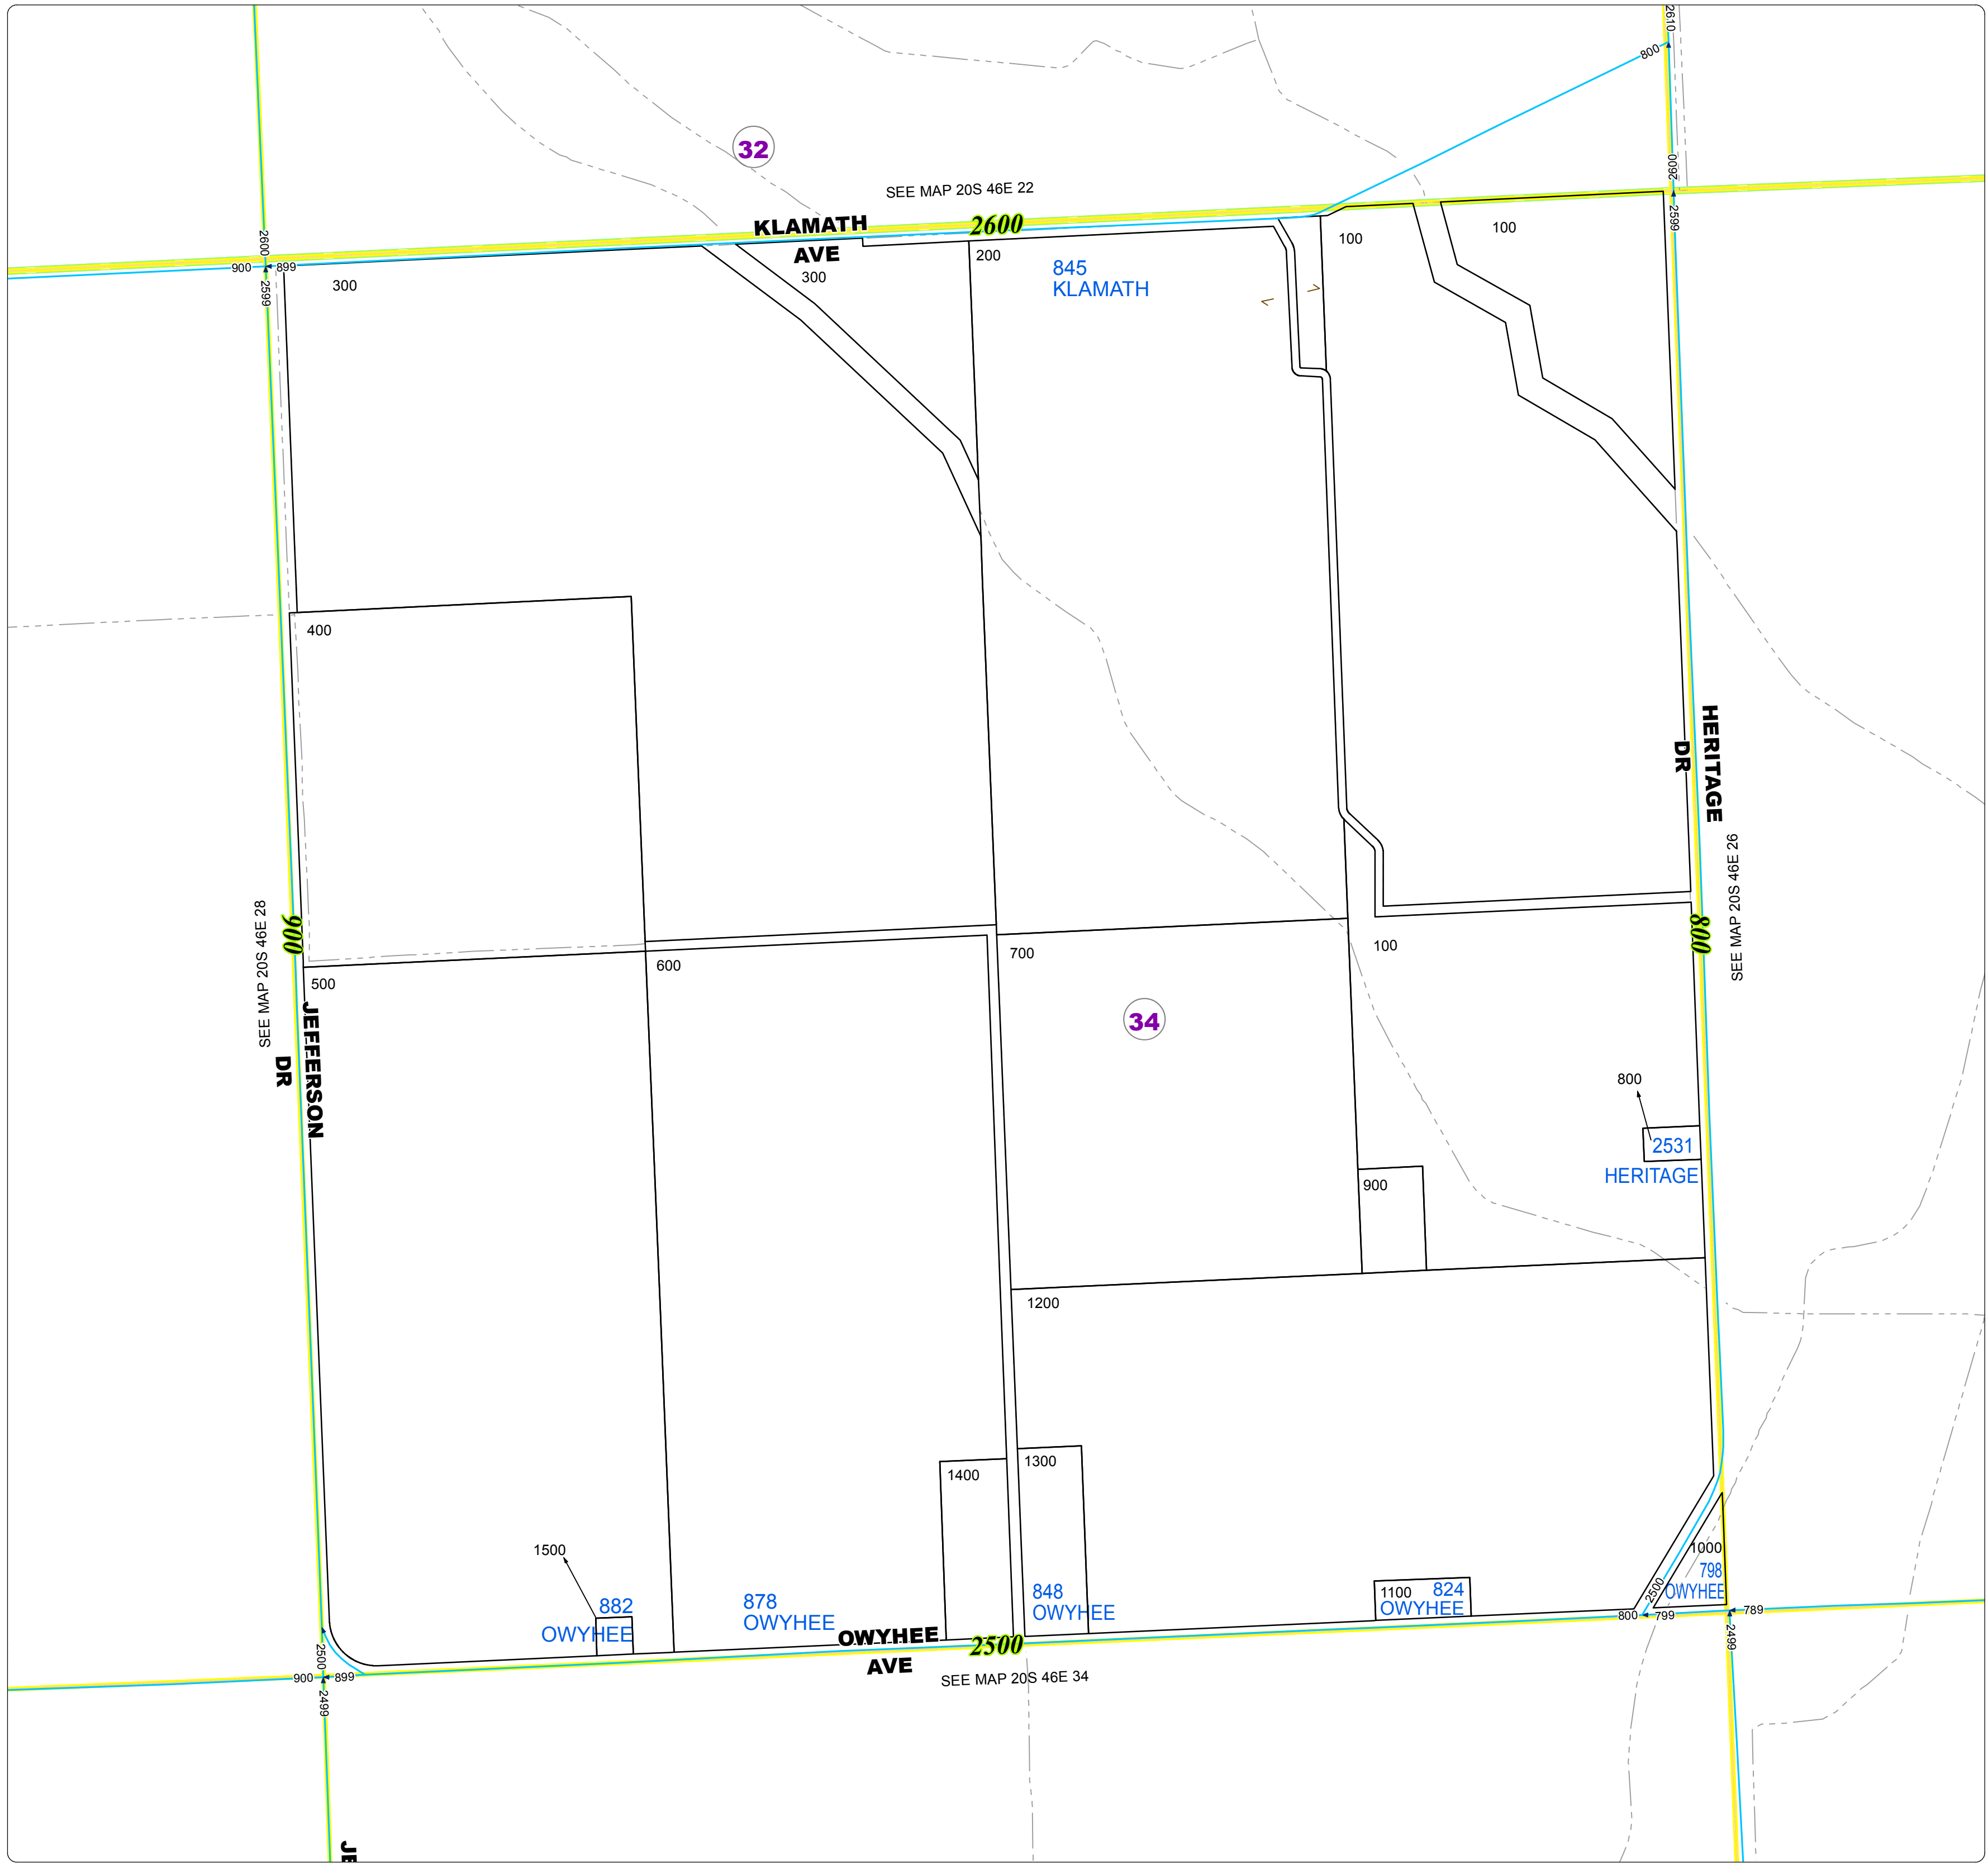 2610
800
32
SEE MAP 20S 46E 22
2600
KLAMATH
2600
AVE
2600
900
899
2599
2599
300
300
200
845
KLAMATH
<
>
100
100
400
HERITAGE
DR
SEE MAP 20S 46E 26
800
SEE MAP 20S 46E 28
900
500
600
700
100
JEFFERSON
DR
34
800
2531
HERITAGE
900
1200
1400
1300
1500
882
OWYHEE
878
OWYHEE
848
OWYHEE
1100
824
OWYHEE
1000
798
OWYHEE
2500
800
799
789
2499
OWYHEE
2500
AVE
SEE MAP 20S 46E 34
2500
900
899
2499
JE